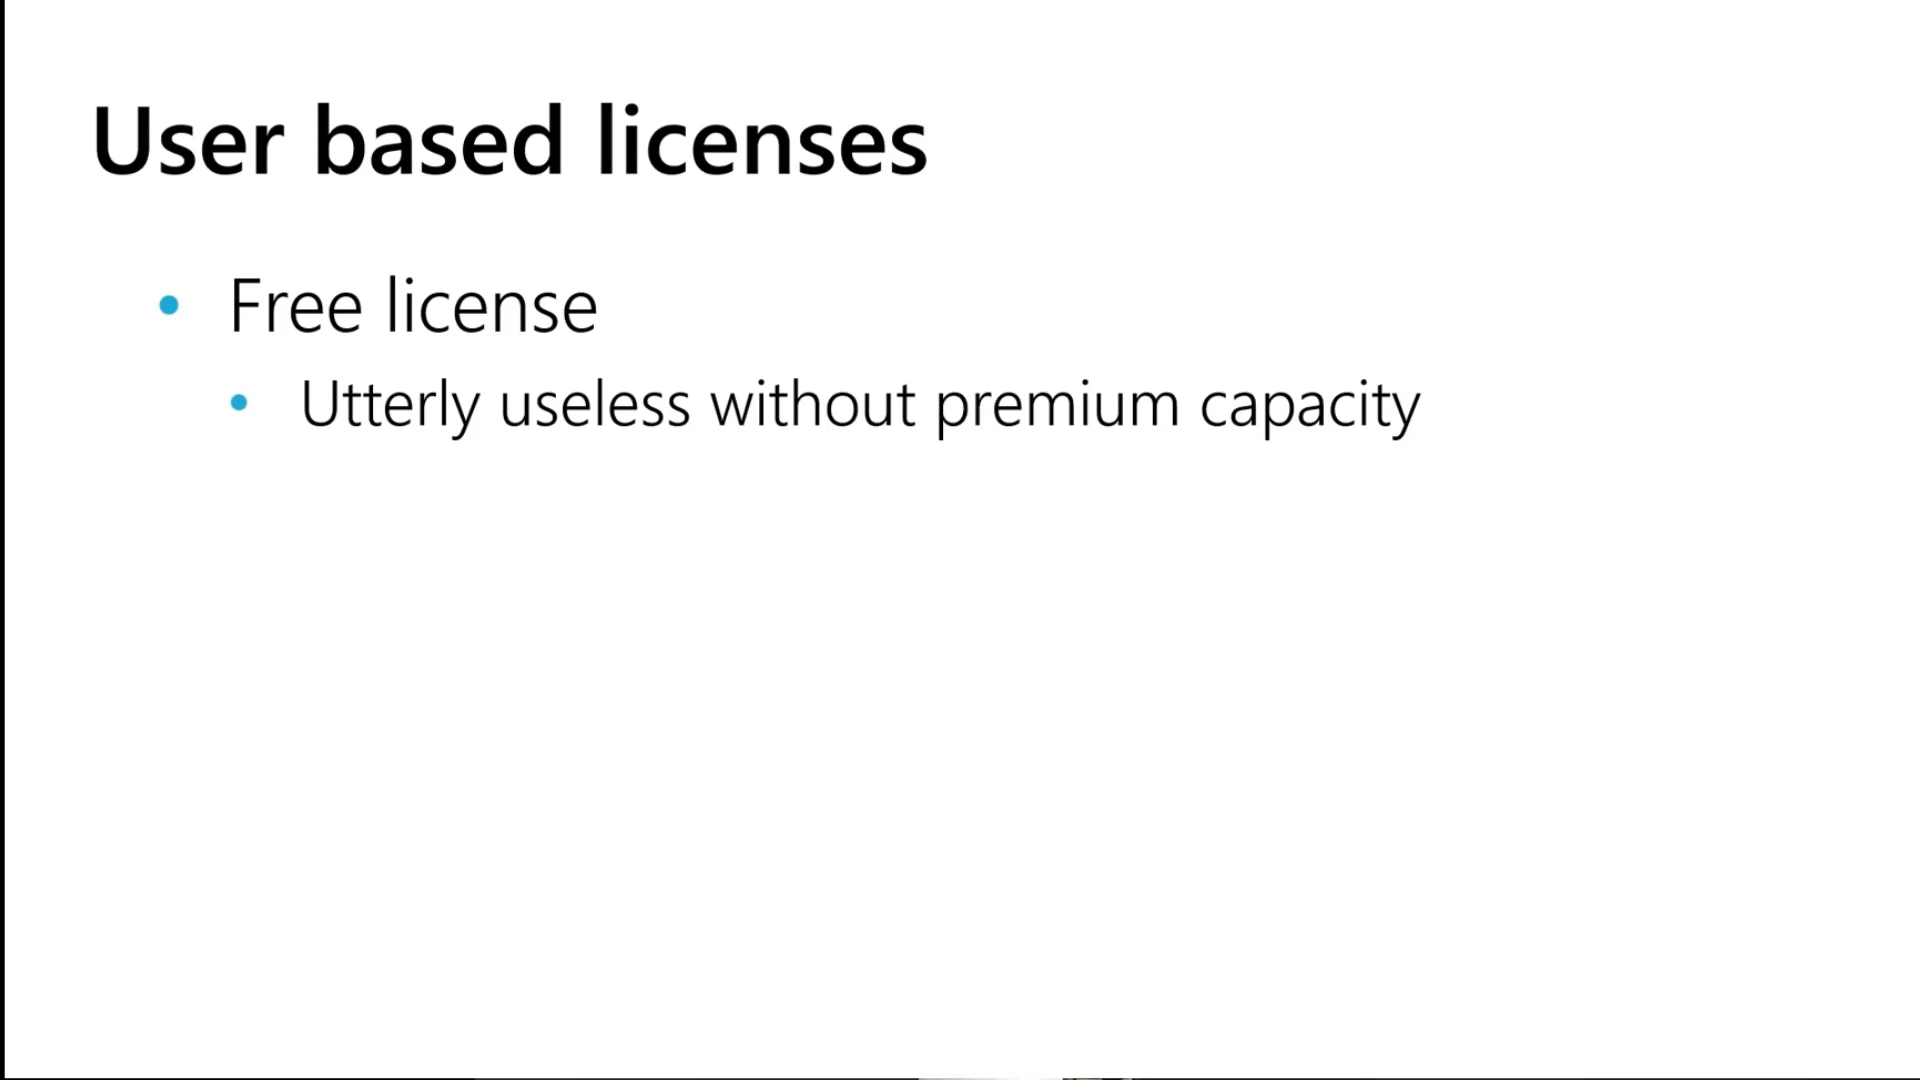 User based licenses
• Free license
• Utterly useless without premium capacity